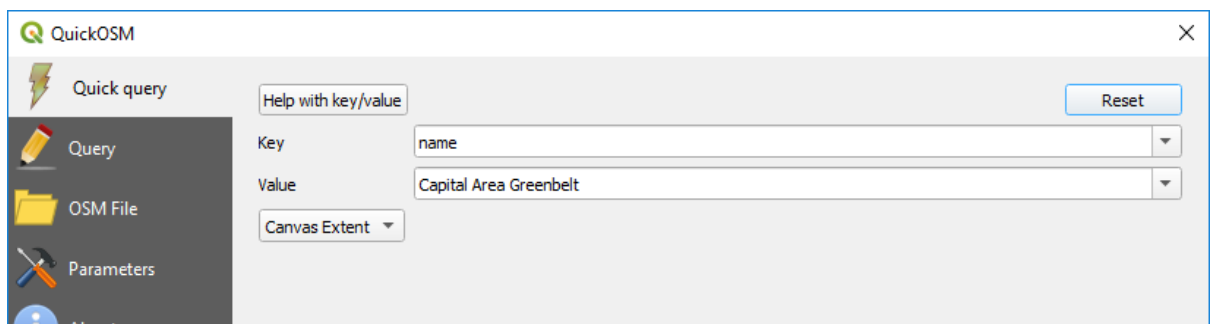 QuickOSM
Quick query
Help with key/value
Reset
Query
Key
name
Value
Capital Area Greenbelt
OSM File
Canvas Extent
Parameters